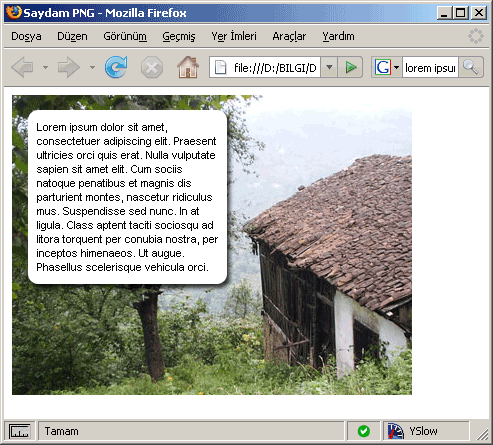 Saydam PNG - Mozilla Firefox
Dosya Düzen Görünüm Geçmiş Yer İmleri Araçlar Yardım
file:///D:/BILGI/D G lorem ipsu
Lorem ipsum dolor sit amet,
consectetuer adipiscing elit. Praesent
ultricies orci quis erat. Nulla vulputate
sapien sit amet elit. Cum sociis
natoque penatibus et magnis dis
parturient montes, nascetur ridiculus
mus. Suspendisse sed nunc. In at
ligula. Class aptent taciti sociosqu ad
litora torquent per conubia nostra, per
inceptos himenaeos. Ut augue.
Phasellus scelerisque vehicula orci.
Tamam YSlow